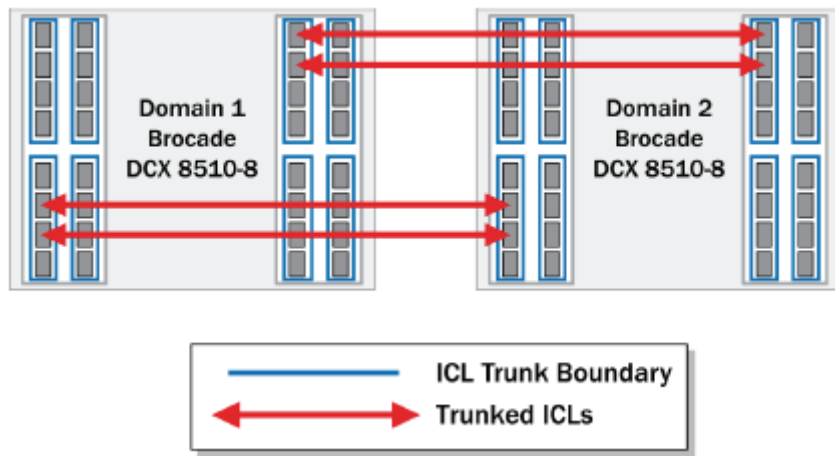 Domain 1
Brocade
DCX 8510-8
Domain 2
Brocade
DCX 8510-8
ICL Trunk Boundary
Trunked ICLs